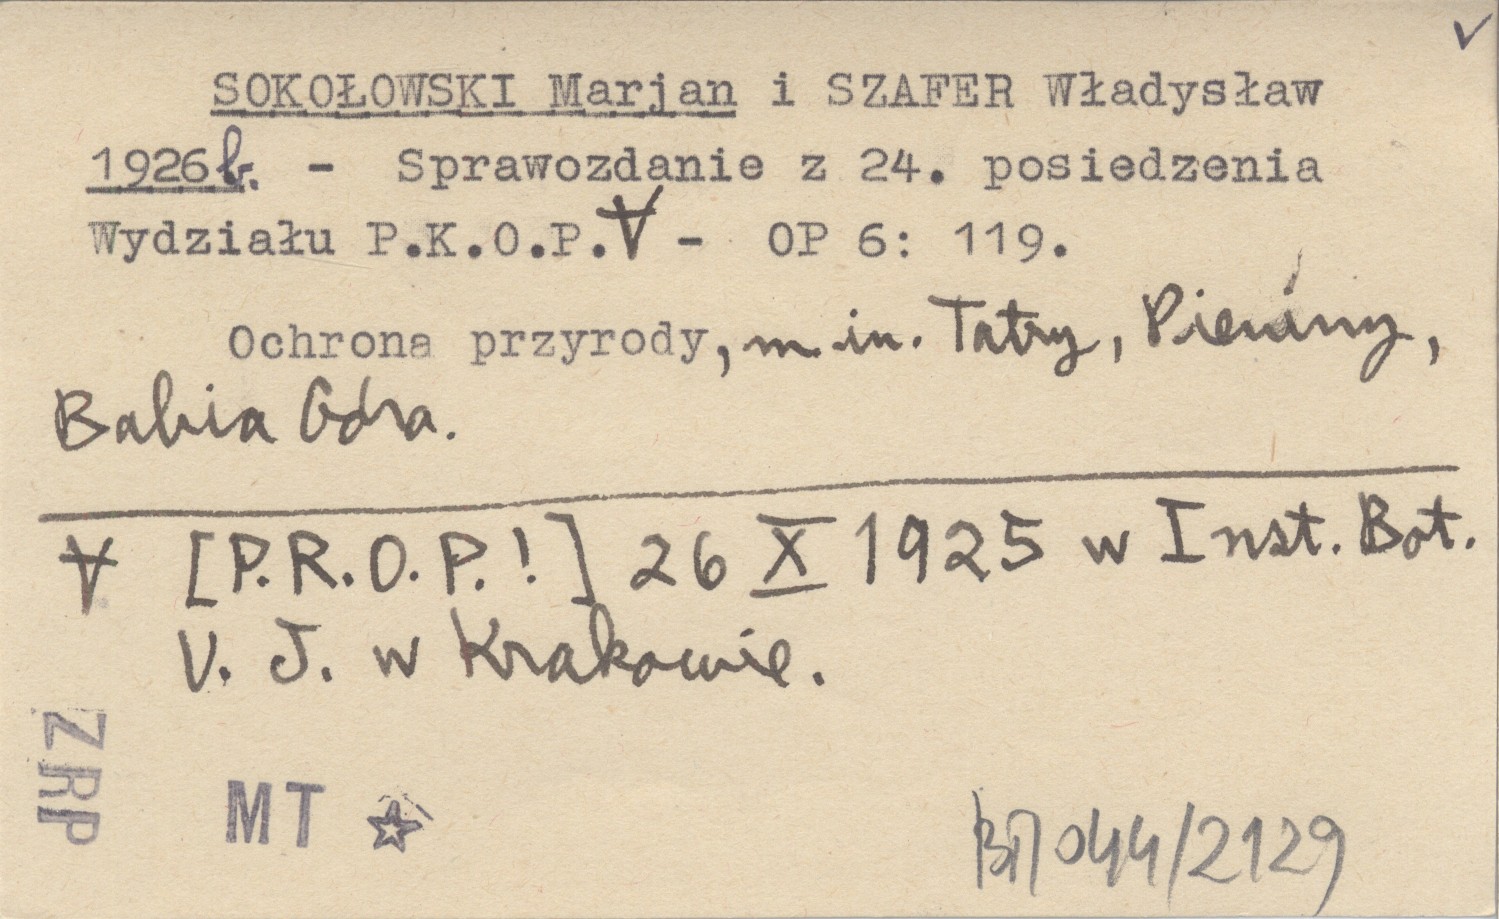 ✓
SOKOŁOWSKI Marjan i SZAFER Władysław
1926b. - Sprawozdanie z 24. posiedzenia
Wydziału P.K.O.P.∀ - OP 6: 119.
Ochrona przyrody, m. in. Tatry, Pieniny,
Babia Góra.
∀ [P.R.O.P.!] 26 X 1925 w Inst. Bot.
U. J. w Krakowie.
ZRP
MT ☆
044/2129